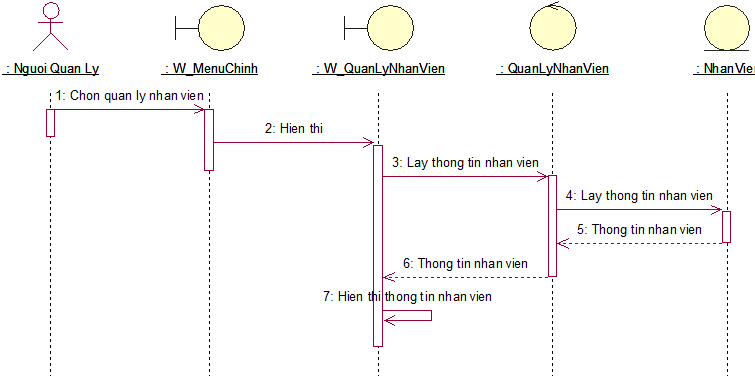 : Nguoi Quan Ly
: W_MenuChinh
: W_QuanLyNhanVien
: QuanLyNhanVien
: NhanVie
1: Chon quan ly nhan vien
2: Hien thi
3: Lay thong tin nhan vien
4: Lay thong tin nhan vien
5: Thong tin nhan vien
6: Thong tin nhan vien
7: Hien thi thong tin nhan vien